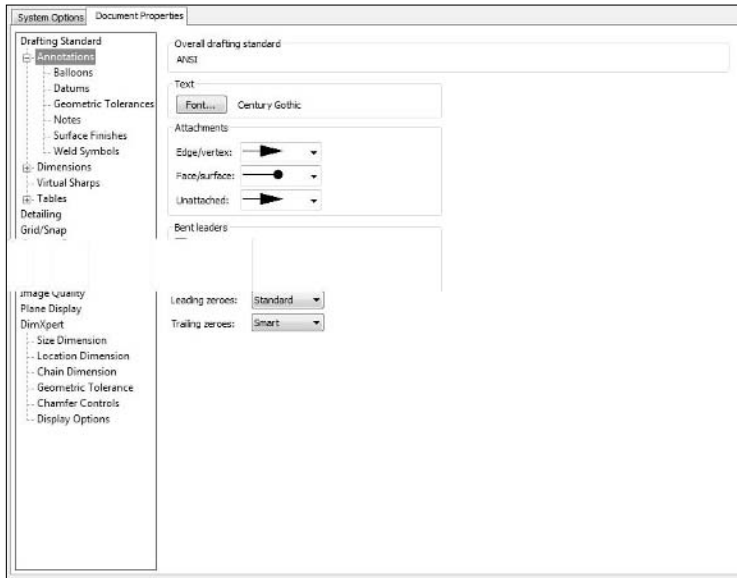 System Options
Document Properties
Drafting Standard
Annotations
Balloons
Datums
Geometric Tolerances
Notes
Surface Finishes
Weld Symbols
Dimensions
Virtual Sharps
Tables
Detailing
Grid/Snap
Image Quality
Plane Display
DimXpert
Size Dimension
Location Dimension
Chain Dimension
Geometric Tolerance
Chamfer Controls
Display Options
Overall drafting standard
ANSI
Text
Font... Century Gothic
Attachments
Edge/vertex:
Face/surface:
Unattached:
Bent leaders
Leading zeroes: Standard
Trailing zeroes: Smart